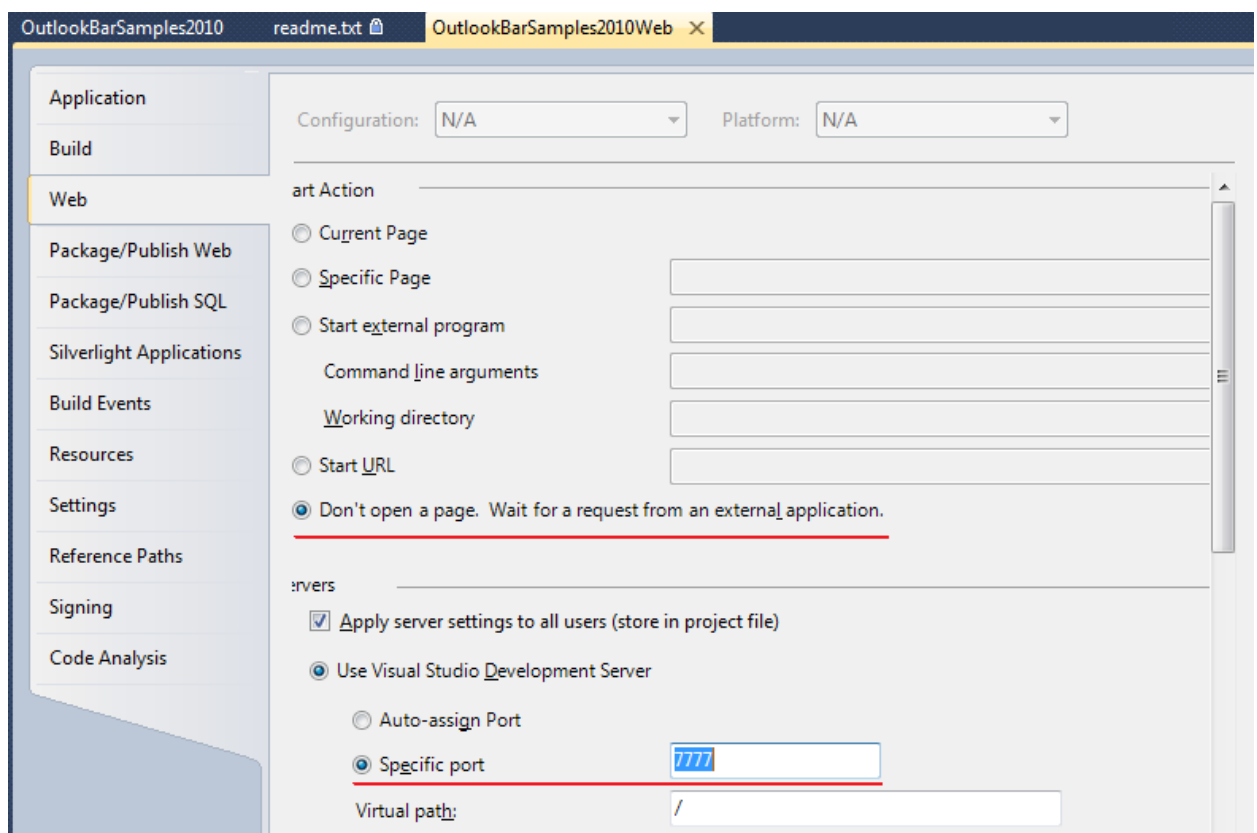 OutlookBarSamples2010 readme.txt OutlookBarSamples2010Web
Application
Build
Web
Package/Publish Web
Package/Publish SQL
Silverlight Applications
Build Events
Resources
Settings
Reference Paths
Signing
Code Analysis
Configuration: N/A Platform: N/A
art Action
Current Page
Specific Page
Start external program
Command line arguments
Working directory
Start URL
Don't open a page. Wait for a request from an external application.
ervers
Apply server settings to all users (store in project file)
Use Visual Studio Development Server
Auto-assign Port
Specific port 7777
Virtual path: /